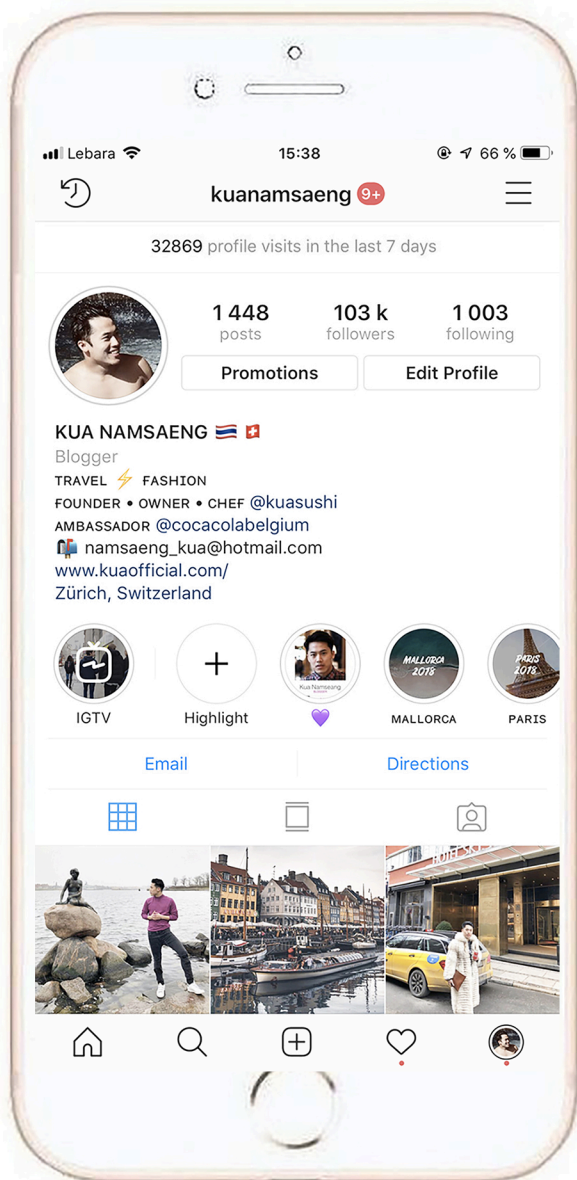 Lebara 15:38 66 %
kuanamsaeng 9+
32869 profile visits in the last 7 days
1 448 103 k 1 003
posts followers following
Promotions Edit Profile
KUA NAMSAENG
Blogger
TRAVEL ⚡ FASHION
FOUNDER • OWNER • CHEF @kuasushi
AMBASSADOR @cocacolabelgium
namsaeng_kua@hotmail.com
www.kuaofficial.com/
Zürich, Switzerland
Kua Namsaeng
MALLORCA
2018
PARIS
2018
IGTV Highlight 💜 MALLORCA PARIS
Email Directions